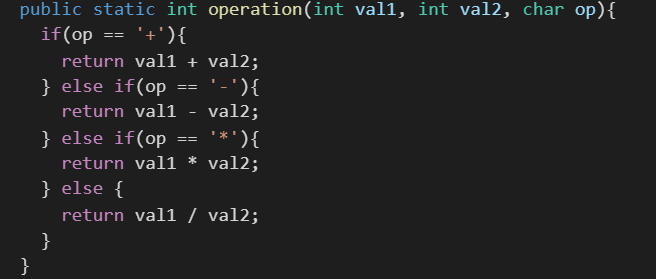 public static int operation(int val1, int val2, char op){
  if(op == '+'){
    return val1 + val2;
  } else if(op == '-'){
    return val1 - val2;
  } else if(op == '*'){
    return val1 * val2;
  } else {
    return val1 / val2;
  }
}